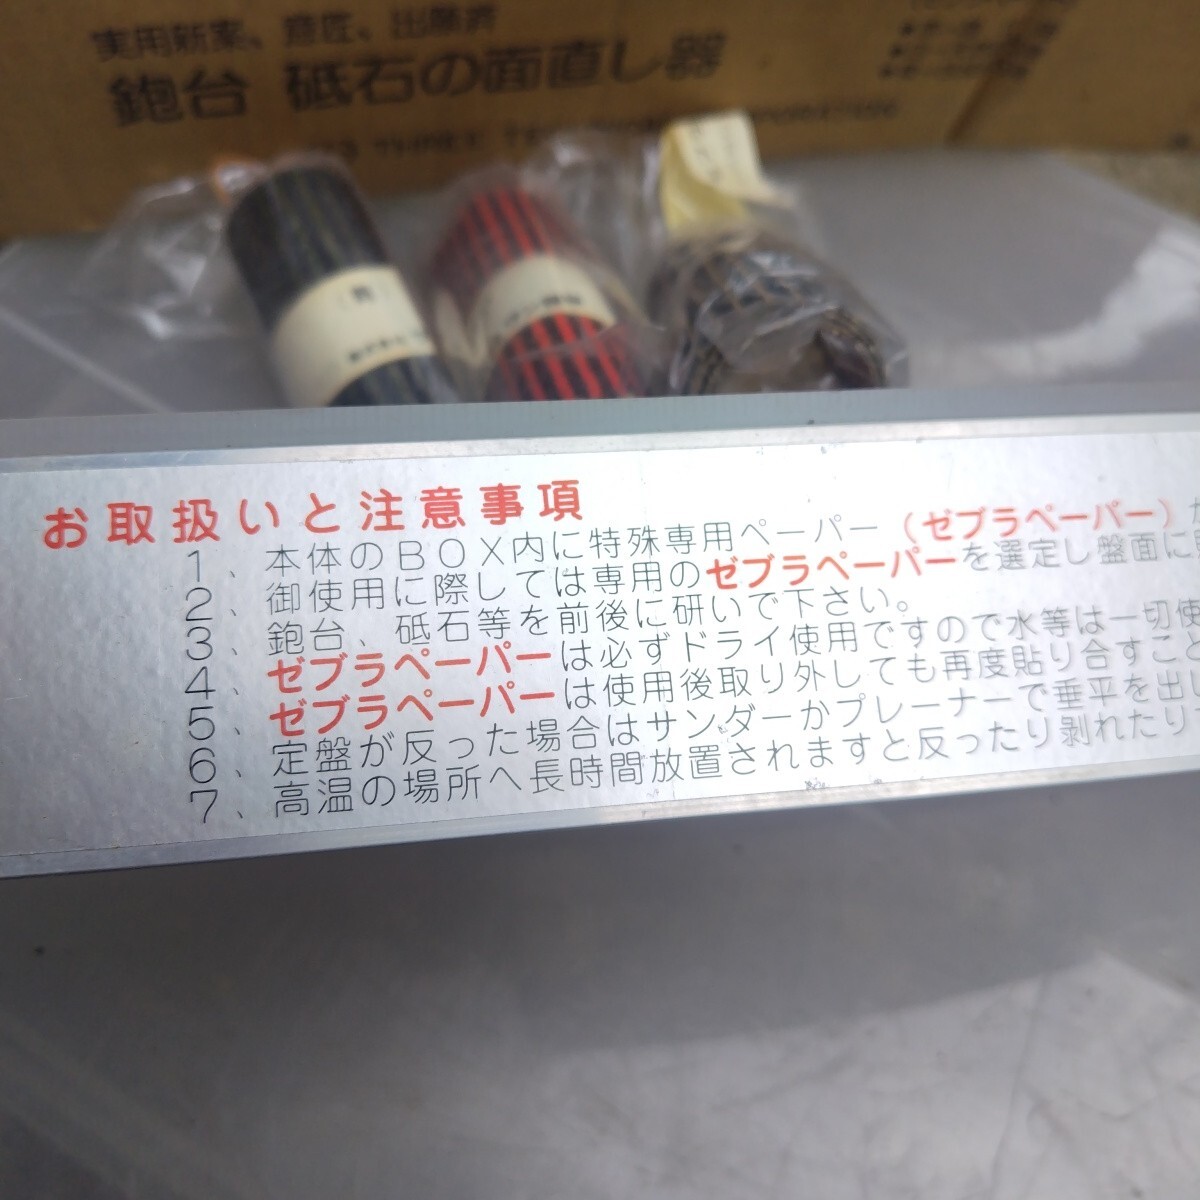 実用新案、意匠、出願済
鉋台 砥石の面直し器
お取扱いと注意事項
1、本体のBOX内に特殊専用ペーパー(ゼブラペーパー)
2、御使用に際しては専用のゼブラペーパーを選定し盤面に
3、鉋台、砥石等を前後に研いで下さい。
4、ゼブラペーパーは必ずドライ使用ですので水等は一切使
5、ゼブラペーパーは使用後取り外しても再度貼り合すこと
6、定盤が反った場合はサンダーかプレーナーで垂平を出し
7、高温の場所へ長時間放置されますと反ったり剥れたり